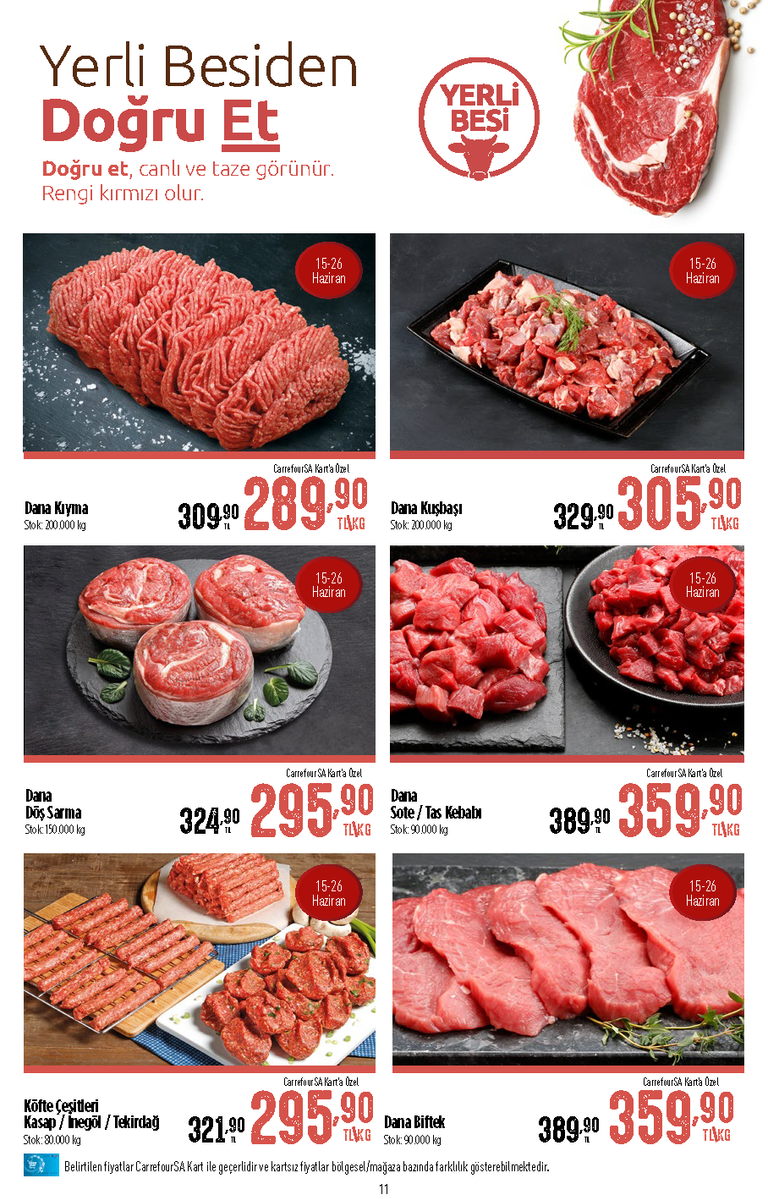 Yerli Besiden
Doğru Et
Doğru et, canlı ve taze görünür.
Rengi kırmızı olur.
YERLİ
BESİ
15-26
Haziran
15-26
Haziran
CarrefourSA Kart'a Özel
Dana Kıyma
Stok: 200.000 kg
309,90
TL
289,90
TL/KG
CarrefourSA Kart'a Özel
Dana Kuşbaşı
Stok: 200.000 kg
329,90
TL
305,90
TL/KG
15-26
Haziran
15-26
Haziran
CarrefourSA Kart'a Özel
Dana
Döş Sarma
Stok: 150.000 kg
324,90
TL
295,90
TL/KG
CarrefourSA Kart'a Özel
Dana
Sote / Tas Kebabı
Stok: 90.000 kg
389,90
TL
359,90
TL/KG
15-26
Haziran
15-26
Haziran
CarrefourSA Kart'a Özel
Köfte Çeşitleri
Kasap / İnegöl / Tekirdağ
Stok: 80.000 kg
321,90
TL
295,90
TL/KG
CarrefourSA Kart'a Özel
Dana Biftek
Stok: 90.000 kg
389,90
TL
359,90
TL/KG
Belirtilen fiyatlar CarrefourSA Kart ile geçerlidir ve kartsız fiyatlar bölgesel/mağaza bazında farklılık gösterebilmektedir.
11